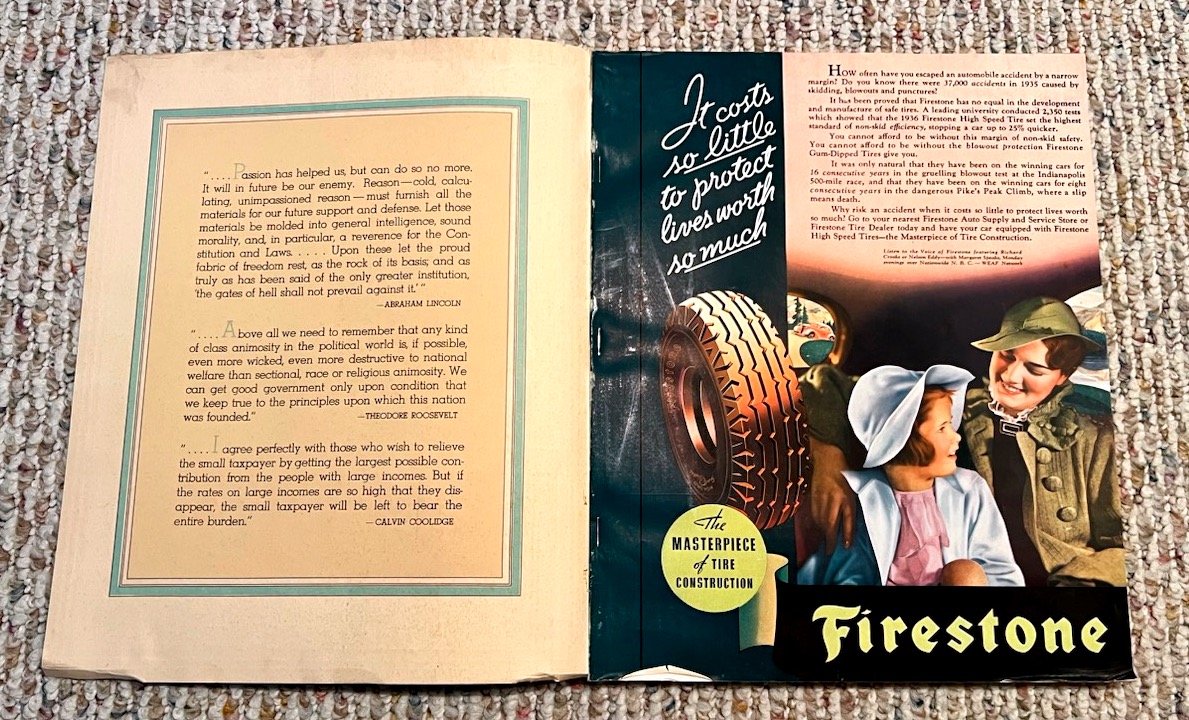 ". . . . Passion has helped us, but can do so no more.
It will in future be our enemy. Reason—cold, calcu-
lating, unimpassioned reason—must furnish all the
materials for our future support and defense. Let those
materials be molded into general intelligence, sound
morality, and, in particular, a reverence for the Con-
stitution and Laws. . . . . Upon these let the proud
fabric of freedom rest, as the rock of its basis; and as
truly as has been said of the only greater institution,
'the gates of hell shall not prevail against it.' "
—ABRAHAM LINCOLN
". . . . Above all we need to remember that any kind
of class animosity in the political world is, if possible,
even more wicked, even more destructive to national
welfare than sectional, race or religious animosity. We
can get good government only upon condition that
we keep true to the principles upon which this nation
was founded." —THEODORE ROOSEVELT
". . . . I agree perfectly with those who wish to relieve
the small taxpayer by getting the largest possible con-
tribution from the people with large incomes. But if
the rates on large incomes are so high that they dis-
appear, the small taxpayer will be left to bear the
entire burden." —CALVIN COOLIDGE
It costs
so little
to protect
lives worth
so much
HOW often have you escaped an automobile accident by a narrow
margin? Do you know there were 37,000 accidents in 1935 caused by
skidding, blowouts and punctures?
It has been proved that Firestone has no equal in the development
and manufacture of safe tires. A leading university conducted 2,350 tests
which showed that the 1936 Firestone High Speed Tire set the highest
standard of non-skid efficiency, stopping a car up to 25% quicker.
You cannot afford to be without this margin of non-skid safety.
You cannot afford to be without the blowout protection Firestone
Gum-Dipped Tires give you.
It was only natural that they have been on the winning cars for
16 consecutive years in the gruelling blowout test at the Indianapolis
500-mile race, and that they have been on the winning cars for eight
consecutive years in the dangerous Pike's Peak Climb, where a slip
means death.
Why risk an accident when it costs so little to protect lives worth
so much? Go to your nearest Firestone Auto Supply and Service Store or
Firestone Tire Dealer today and have your car equipped with Firestone
High Speed Tires—the Masterpiece of Tire Construction.
Listen to the Voice of Firestone featuring Richard
Crooks or Nelson Eddy—with Margaret Speaks, Monday
evenings over Nationwide N. B. C. — WEAF Network
The
MASTERPIECE
of TIRE
CONSTRUCTION
Firestone